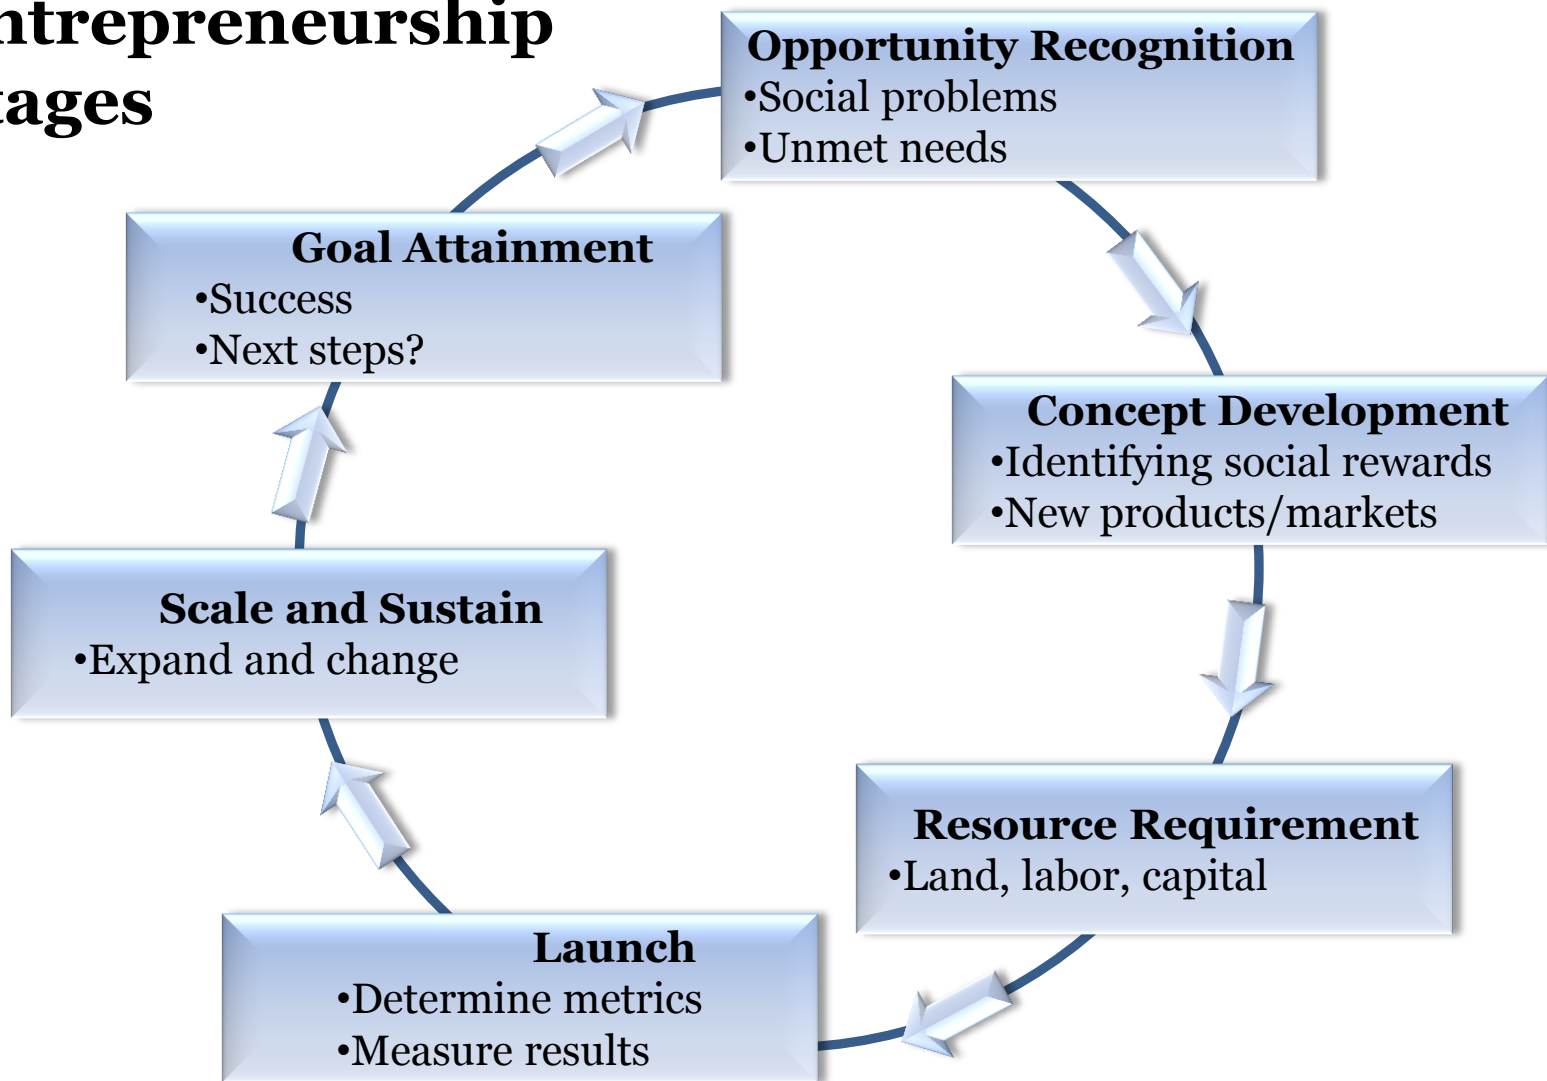 ntrepreneurship
tages
Opportunity Recognition
•Social problems
•Unmet needs
Goal Attainment
•Success
•Next steps?
Concept Development
•Identifying social rewards
•New products/markets
Scale and Sustain
•Expand and change
Resource Requirement
•Land, labor, capital
Launch
•Determine metrics
•Measure results